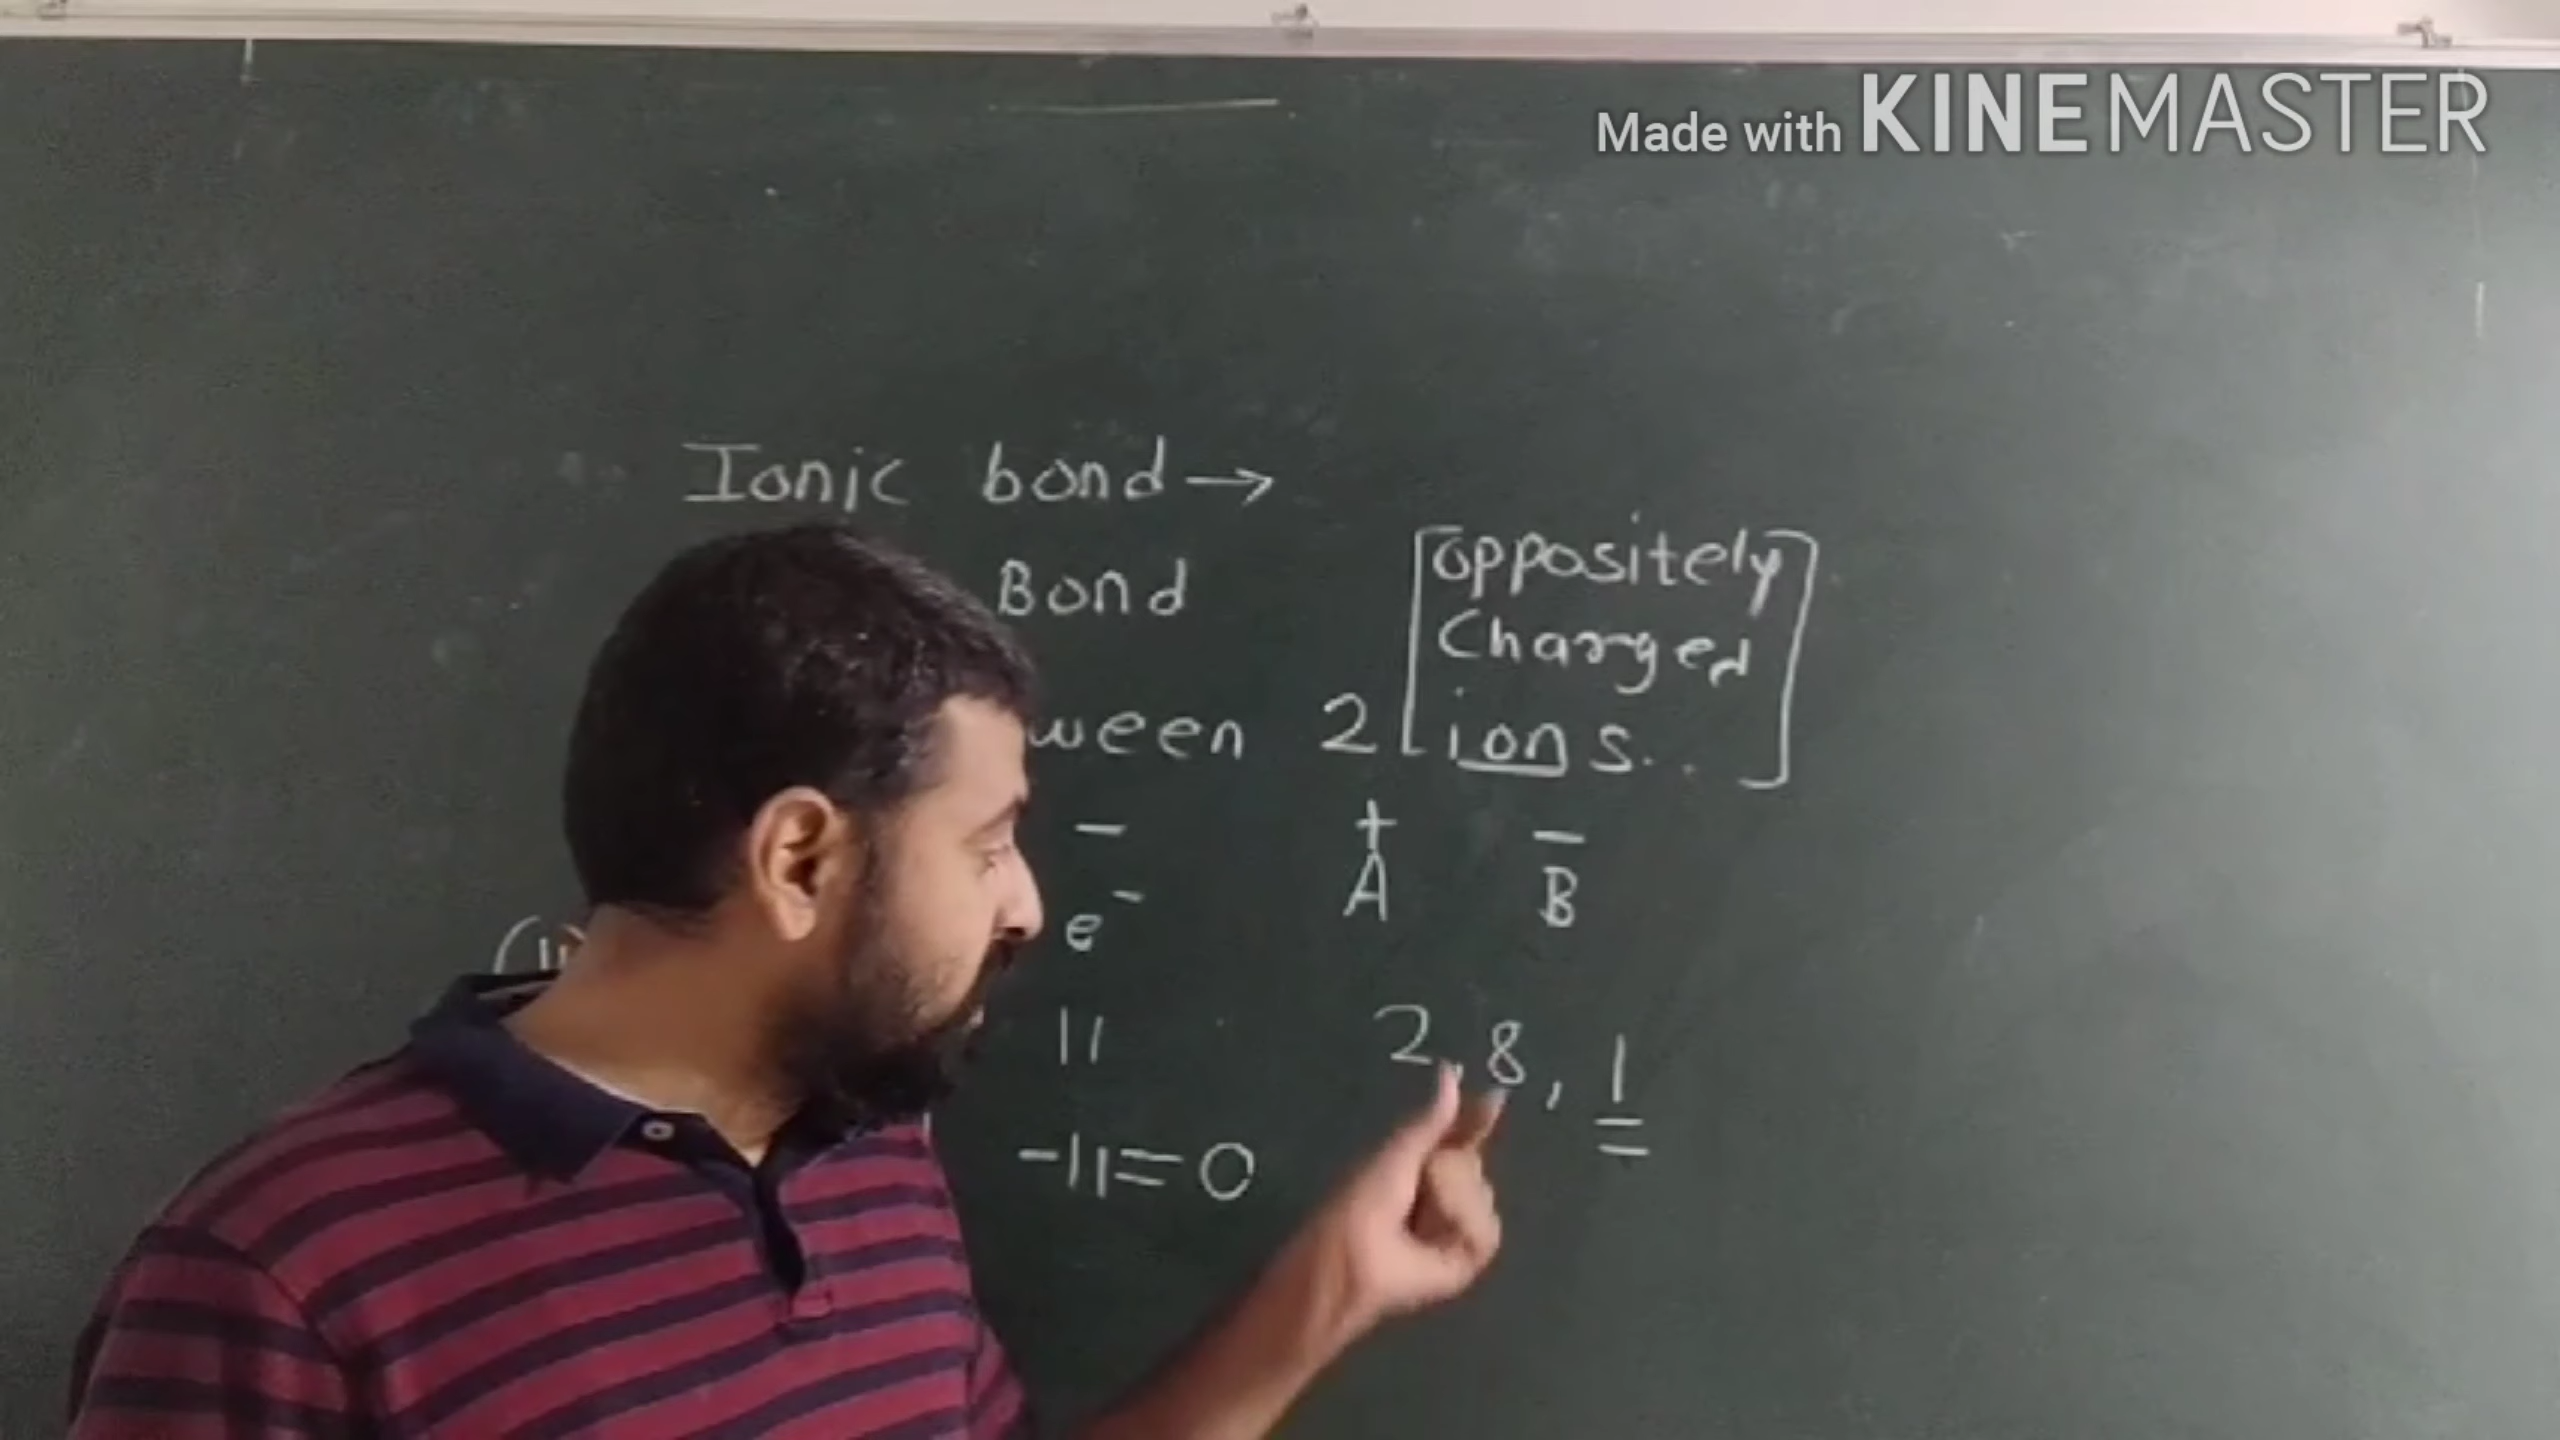 Made with KINEMASTER
Ionic bond →
Bond
ween 2 [oppositely
Charged
ions..]
− + −
e⁻ A B
11 2, 8, 1
-11=0